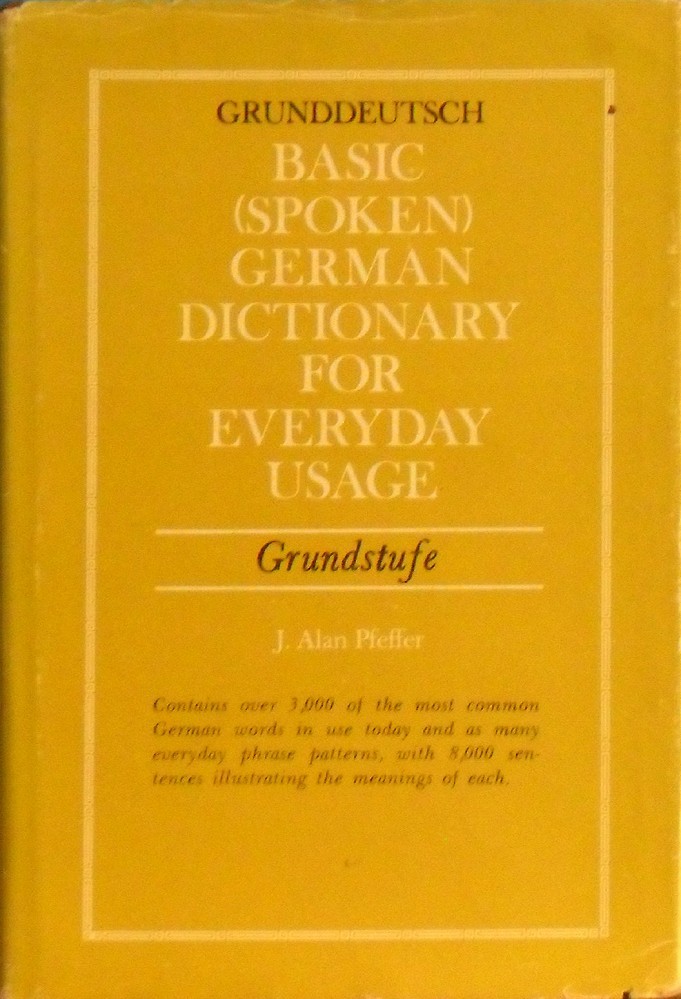 GRUNDDEUTSCH
BASIC
(SPOKEN)
GERMAN
DICTIONARY
FOR
EVERYDAY
USAGE
Grundstufe
J. Alan Pfeffer
Contains over 3,000 of the most common
German words in use today and as many
everyday phrase patterns, with 8,000 sen-
tences illustrating the meanings of each.